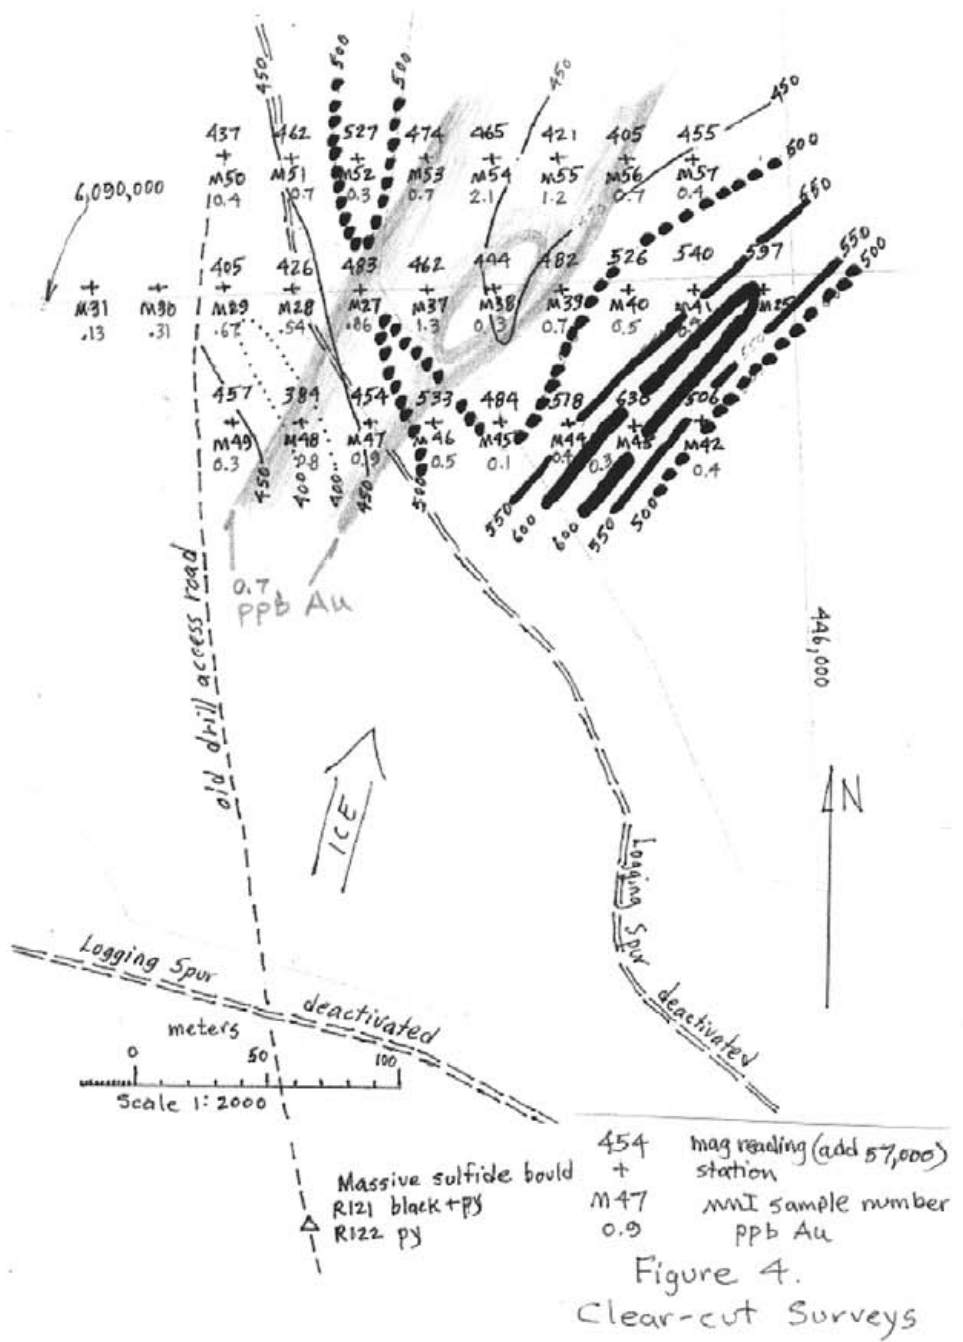 450
500
500
450
450
437 462 527 474 465 421 405 455
M50 M51 M52 M53 M54 M55 M56 M57
10.4 0.7 0.3 0.7 2.1 1.2 0.7 0.4
500
6,090,000
405 426 483 462 444 482 526 540 597
550
500
M31 M30 M29 M28 M27 M37 M38 M39 M40 M41 M25
.13 .31 .67 .54 .86 1.3 0.3 0.7 0.5
457 384 454 533 484 518 638 506
M49 M48 M47 M46 M45 M44 M43 M42
0.3 0.8 0.9 0.5 0.1 0.4 0.3 0.4
450 400 400 450 500
550 600 600 550 500
0.7
ppb Au
old drill access road
446,000
ICE
N
Logging Spur
deactivated
Logging Spur
deactivated
meters
0 50 100
Scale 1:2000
Massive sulfide bould
R121 black + py
R122 py
454 mag reading (add 57,000)
+ station
M47 MMI sample number
0.9 ppb Au
Figure 4.
Clear-cut Surveys